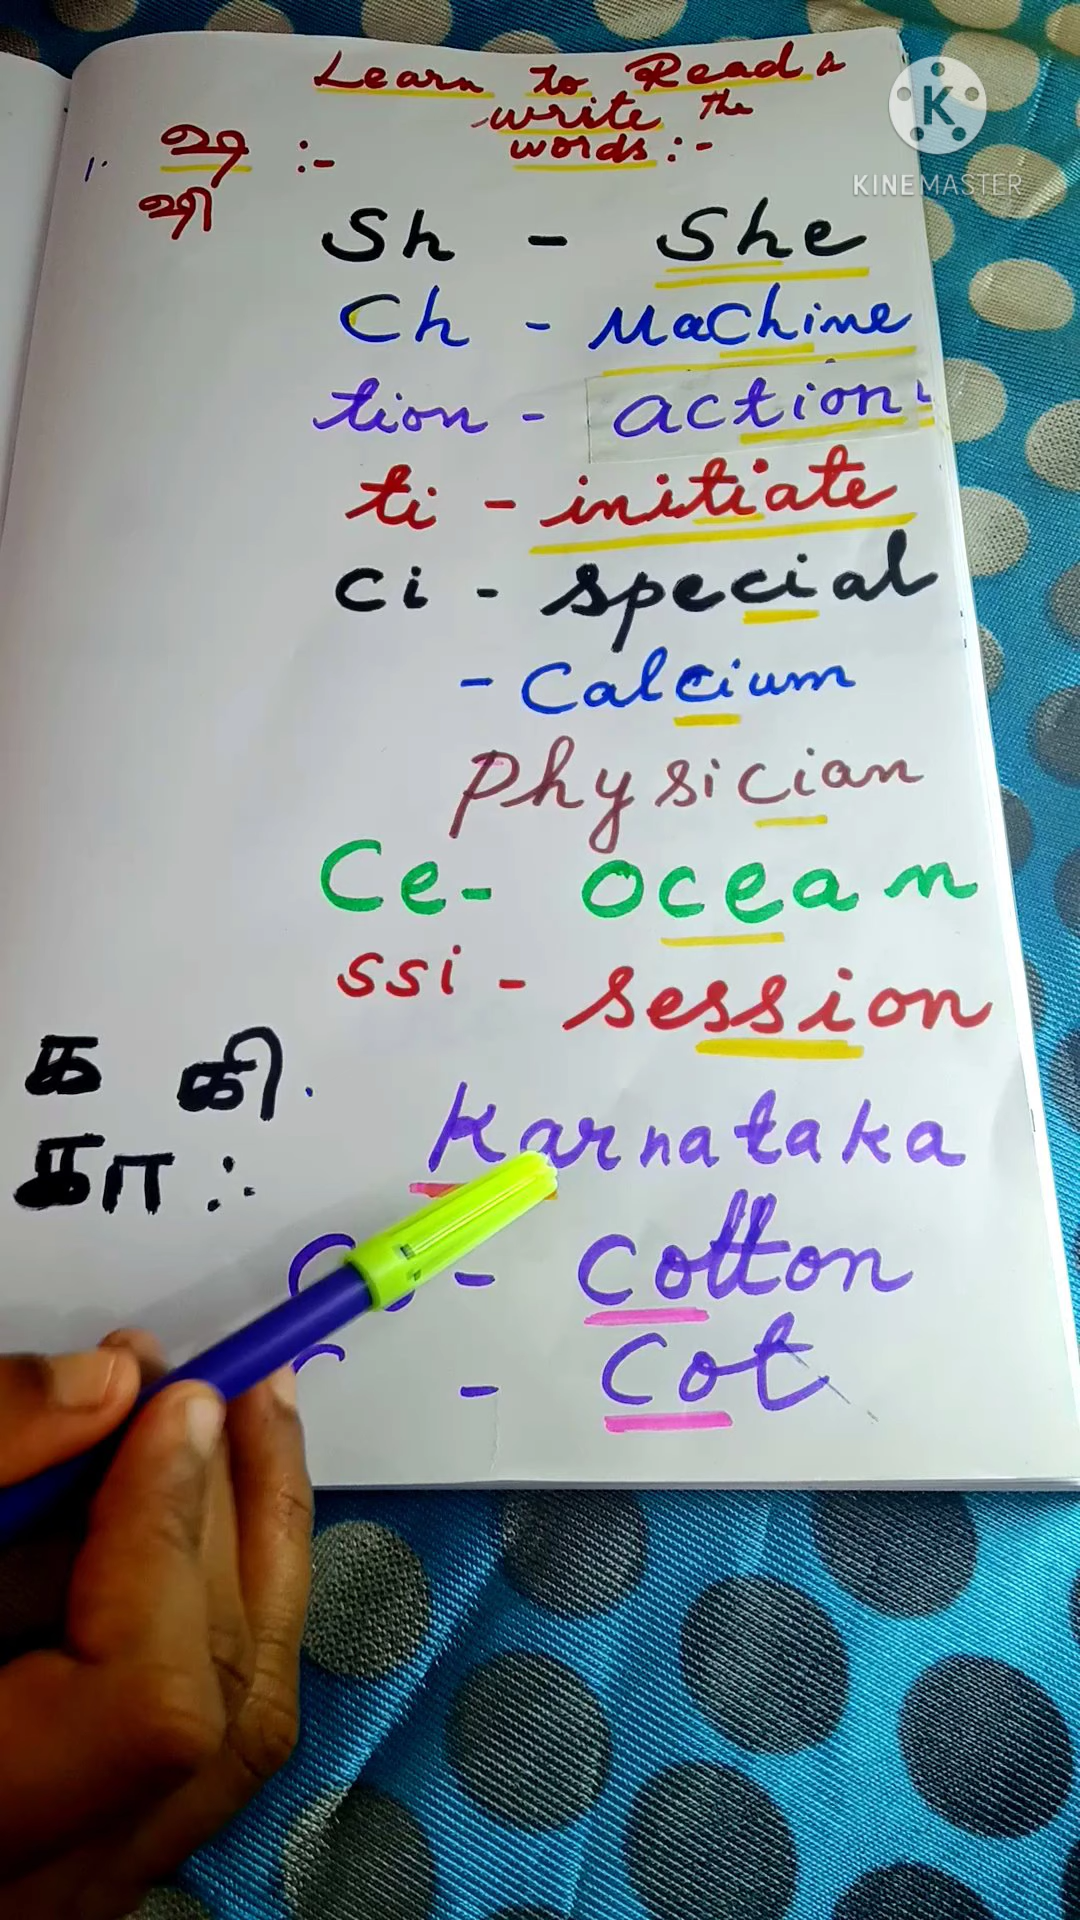 Learn to Read &
write the
words:-
1. ஷ :-
ஷி
Sh - She
Ch - Machine
tion - action
ti - initiate
Ci - special
- Calcium
Physician
Ce - Ocean
ssi - Session
க கி
Karnataka
கா :-
- Cotton
- Cot
KINEMASTER